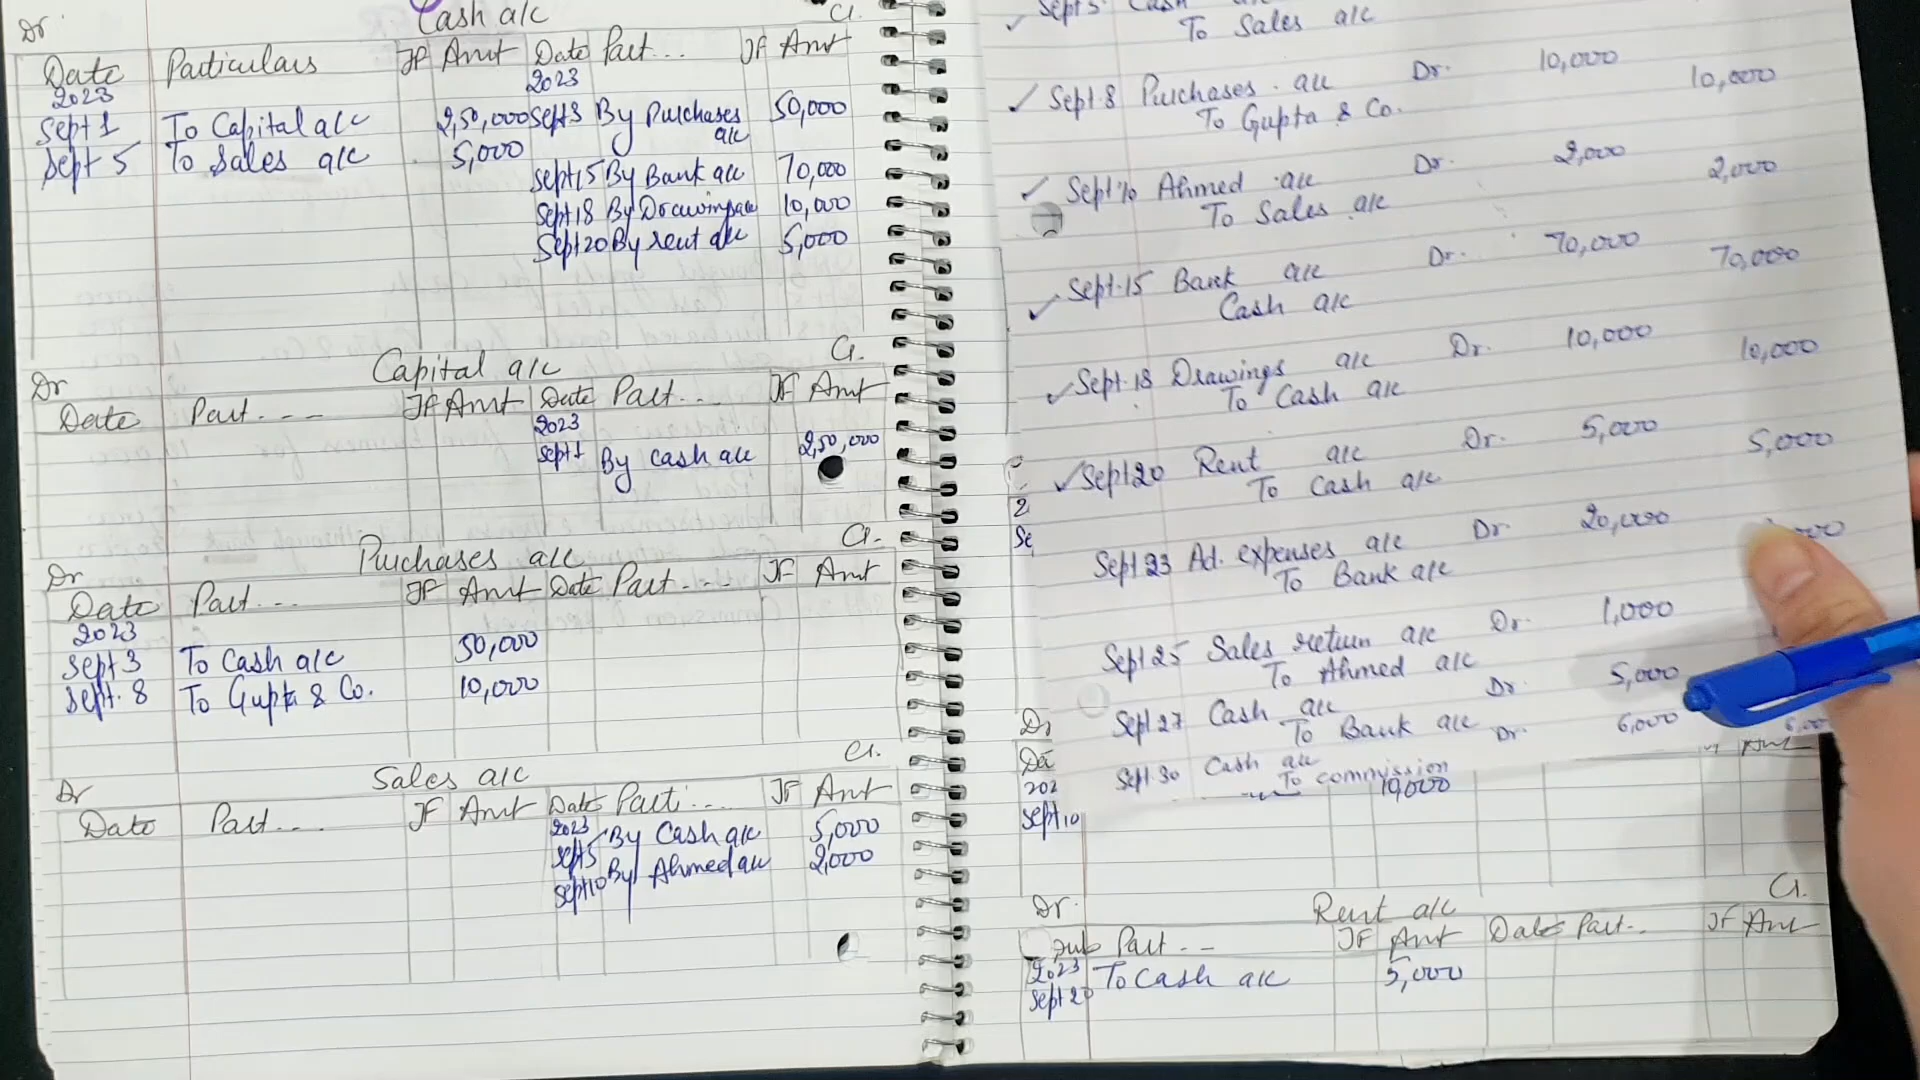 Cash a/c
Dr
Cr.
Date Particulars JF Amt Date Part... JF Amt
2023 2023
Sept 1 To Capital a/c 2,50,000 Sept 3 By Purchases a/c 50,000
Sept 5 To Sales a/c 5,000
Sept 15 By Bank a/c 70,000
Sept 18 By Drawings a/c 10,000
Sept 20 By rent a/c 5,000
Capital a/c
Dr
Cr.
Date Part... JF Amt Date Part... JF Amt
2023
Sept 1 By Cash a/c 2,50,000
Purchases a/c
Dr
Cr.
Date Part... JF Amt Date Part... JF Amt
2023
Sept 3 To Cash a/c 50,000
Sept. 8 To Gupta & Co. 10,000
Sales a/c
Dr
Cr.
Date Part... JF Amt Date Parti... JF Amt
2023
Sept 5 By Cash a/c 5,000
Sept 10 By Ahmed a/c 2,000
Sept 5 Cash
To Sales a/c
Sept. 8 Purchases a/c Dr. 10,000
To Gupta & Co. 10,000
Sept 10 Ahmed a/c Dr. 2,000
To Sales a/c 2,000
Sept. 15 Bank a/c Dr. 70,000
Cash a/c 70,000
Sept. 18 Drawings a/c Dr. 10,000
To Cash a/c 10,000
Sept 20 Rent a/c Dr. 5,000
To Cash a/c 5,000
Sept 23 Ad. expenses a/c Dr 20,000
To Bank a/c
Sept 25 Sales return a/c Dr. 1,000
To Ahmed a/c
Sept 27 Cash a/c Dr. 5,000
To Bank a/c
Sept 30 Cash a/c Dr. 6,000
To commission
Dr
202
Sept 10
10,000
Amt
Rent a/c
Dr.
Cr.
Part.. JF Amt Date Part.. JF Amt
2023
Sept 20 To Cash a/c 5,000